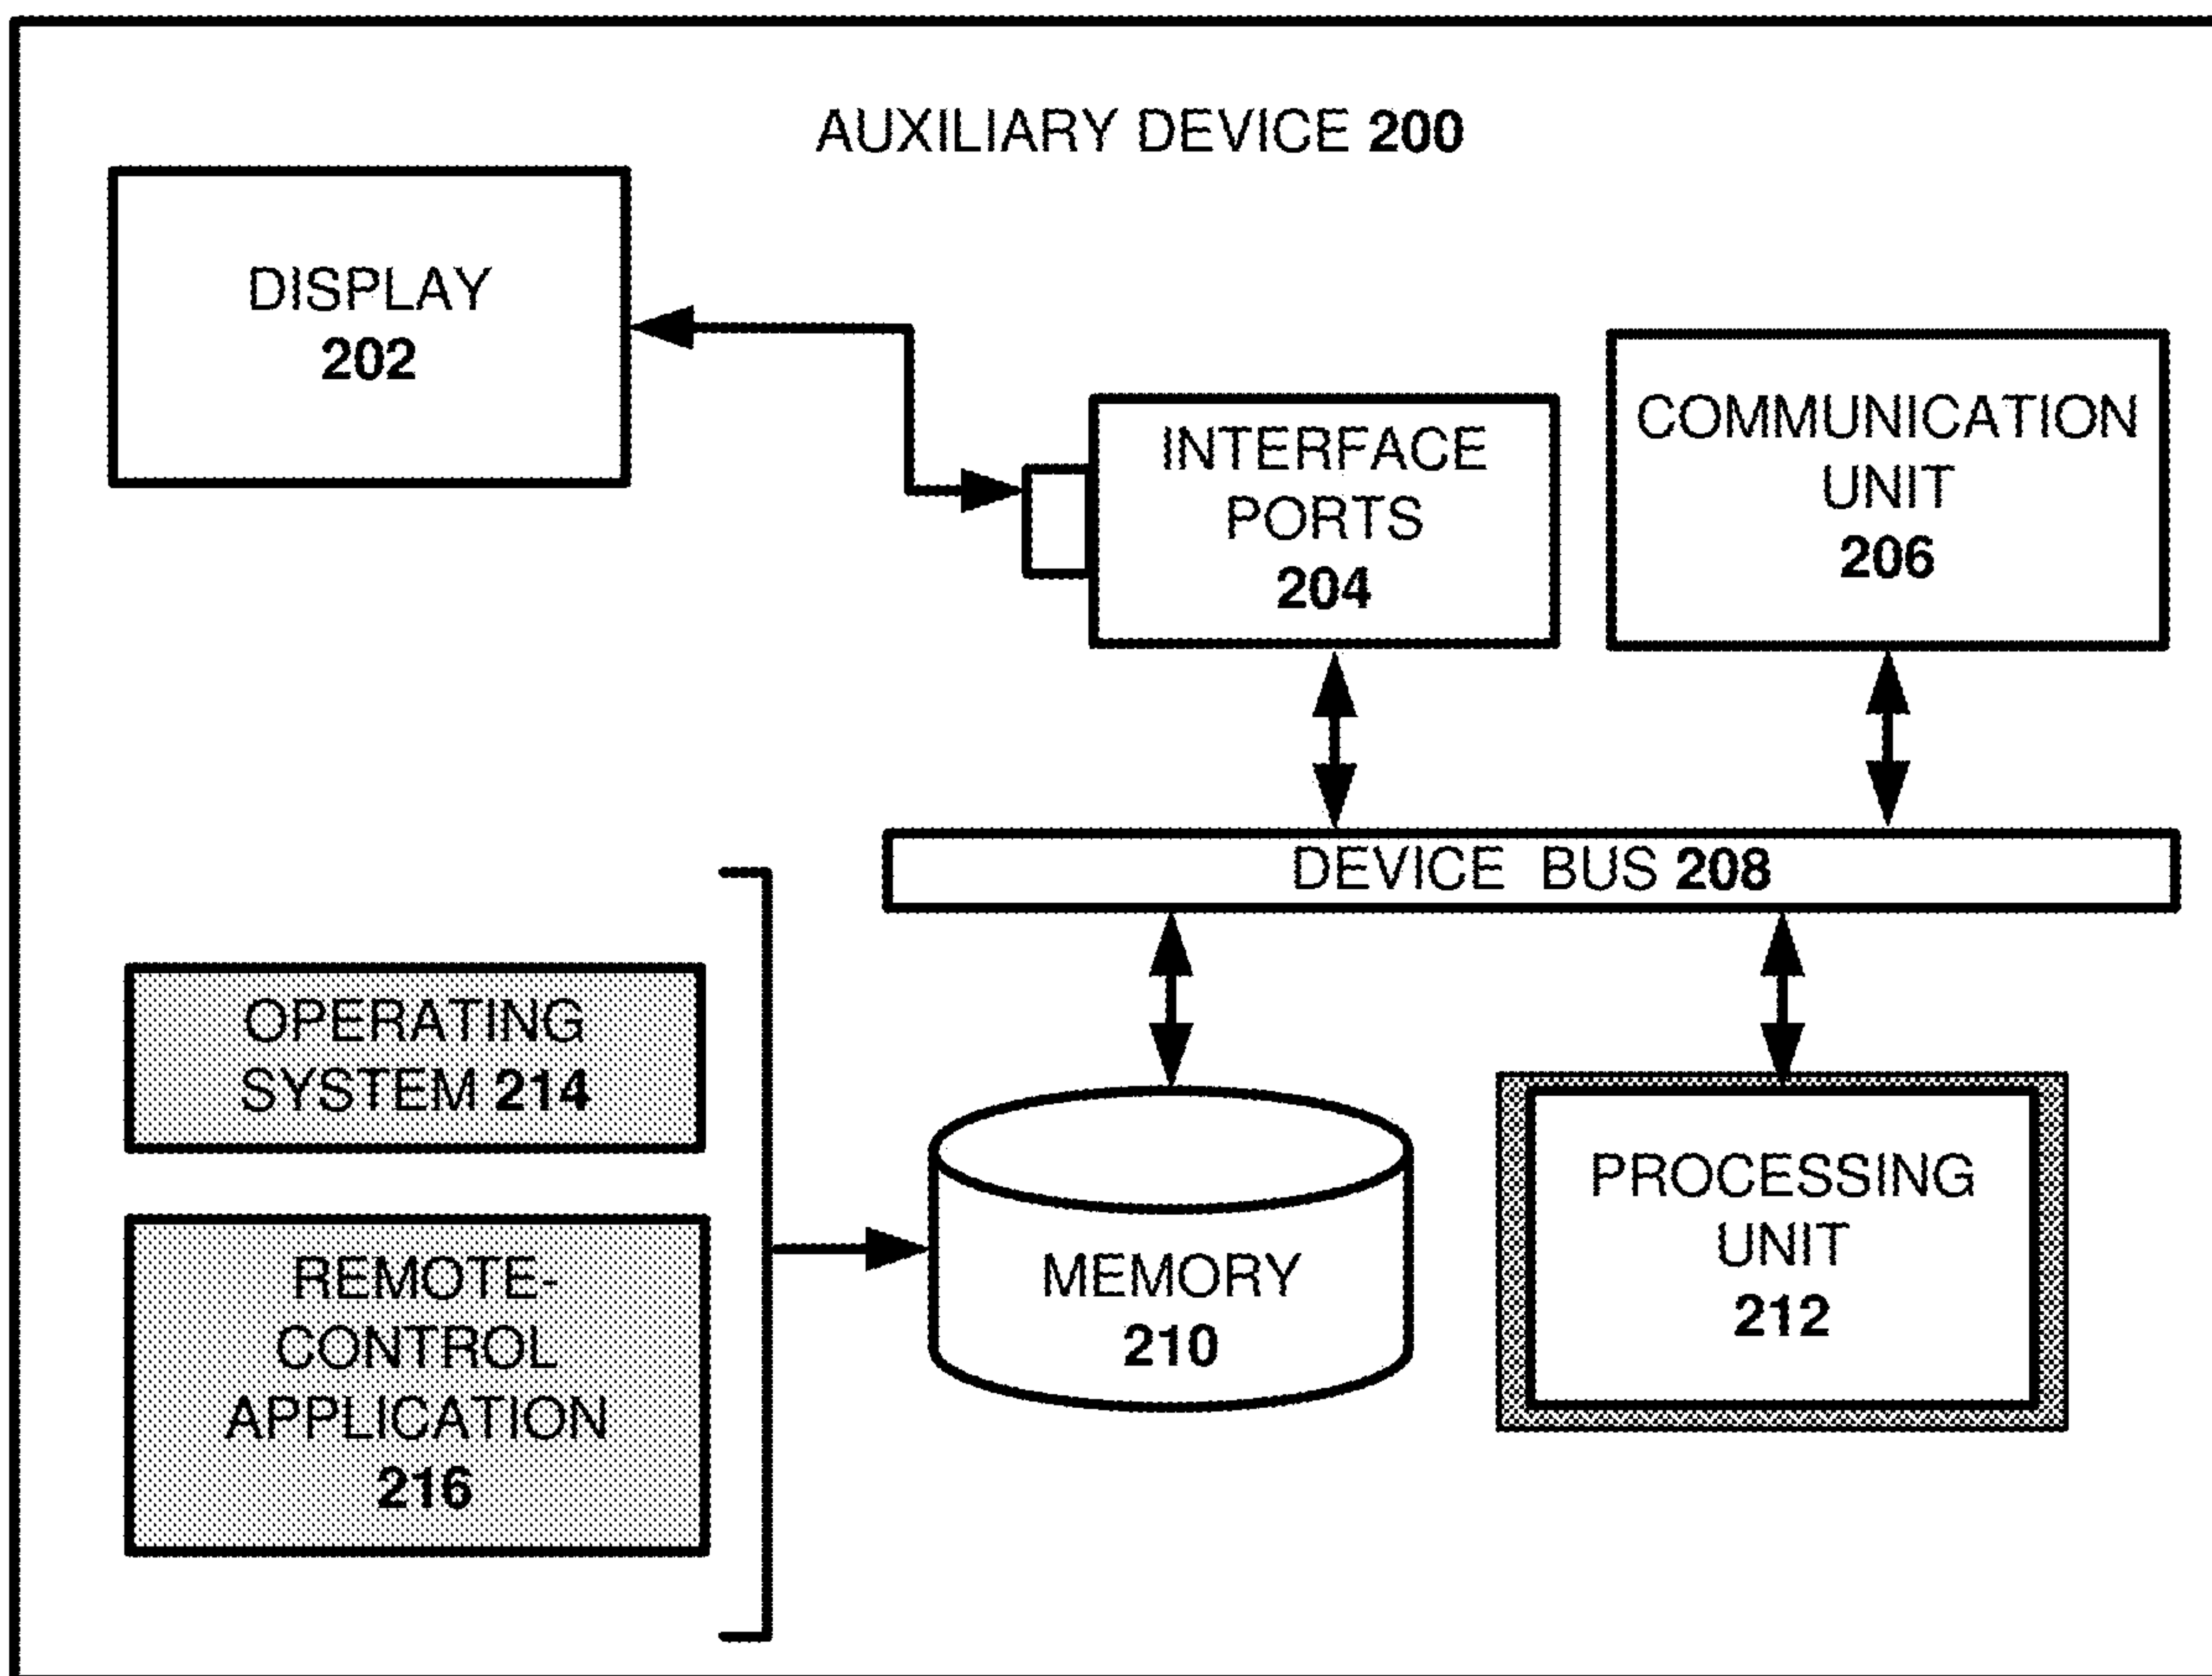 AUXILIARY DEVICE 200
DISPLAY
202
INTERFACE
PORTS
204
COMMUNICATION
UNIT
206
DEVICE BUS 208
OPERATING
SYSTEM 214
REMOTE-
CONTROL
APPLICATION
216
MEMORY
210
PROCESSING
UNIT
212